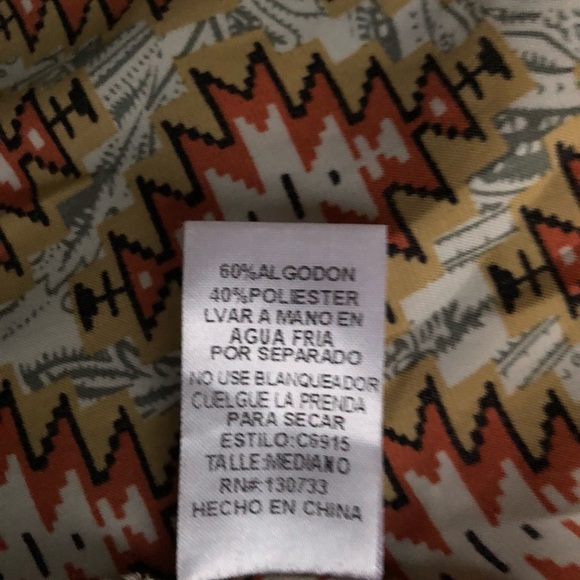 60%ALGODON
40%POLIESTER
LVAR A MANO EN
AGUA FRIA
POR SEPARADO
NO USE BLANQUEADOR
CUELGUE LA PRENDA
PARA SECAR
ESTILO:C6915
TALLE:MEDIANO
RN#:130733
HECHO EN CHINA